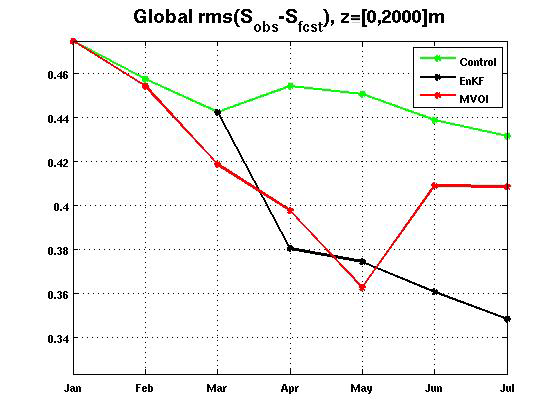 Global rms(S_obs-S_fcst), z=[0,2000]m
Control
EnKF
MVOI
0.46
0.44
0.42
0.4
0.38
0.36
0.34
Jan Feb Mar Apr May Jun Jul